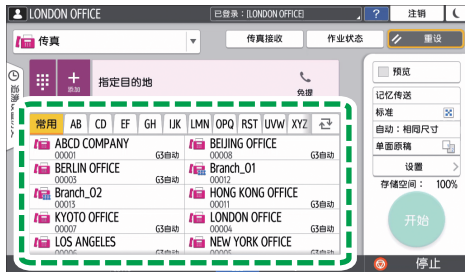 LONDON OFFICE
已登录：[LONDON OFFICE]
?
注销
传真
传真接收
作业状态
重设
添加
指定目的地
免提
预览
记忆传送
标准
自动：相同尺寸
单面原稿
设置
存储空间： 100%
开始
停止
常用 AB CD EF GH IJK LMN OPQ RST UVW XYZ
ABCD COMPANY
00001 G3自动
BEIJING OFFICE
00008 G3自动
BERLIN OFFICE
00003 G3自动
Branch_01
00012
Branch_02
00013
HONG KONG OFFICE
00011 G3自动
KYOTO OFFICE
00007 G3自动
LONDON OFFICE
00004 G3自动
LOS ANGELES
NEW YORK OFFICE